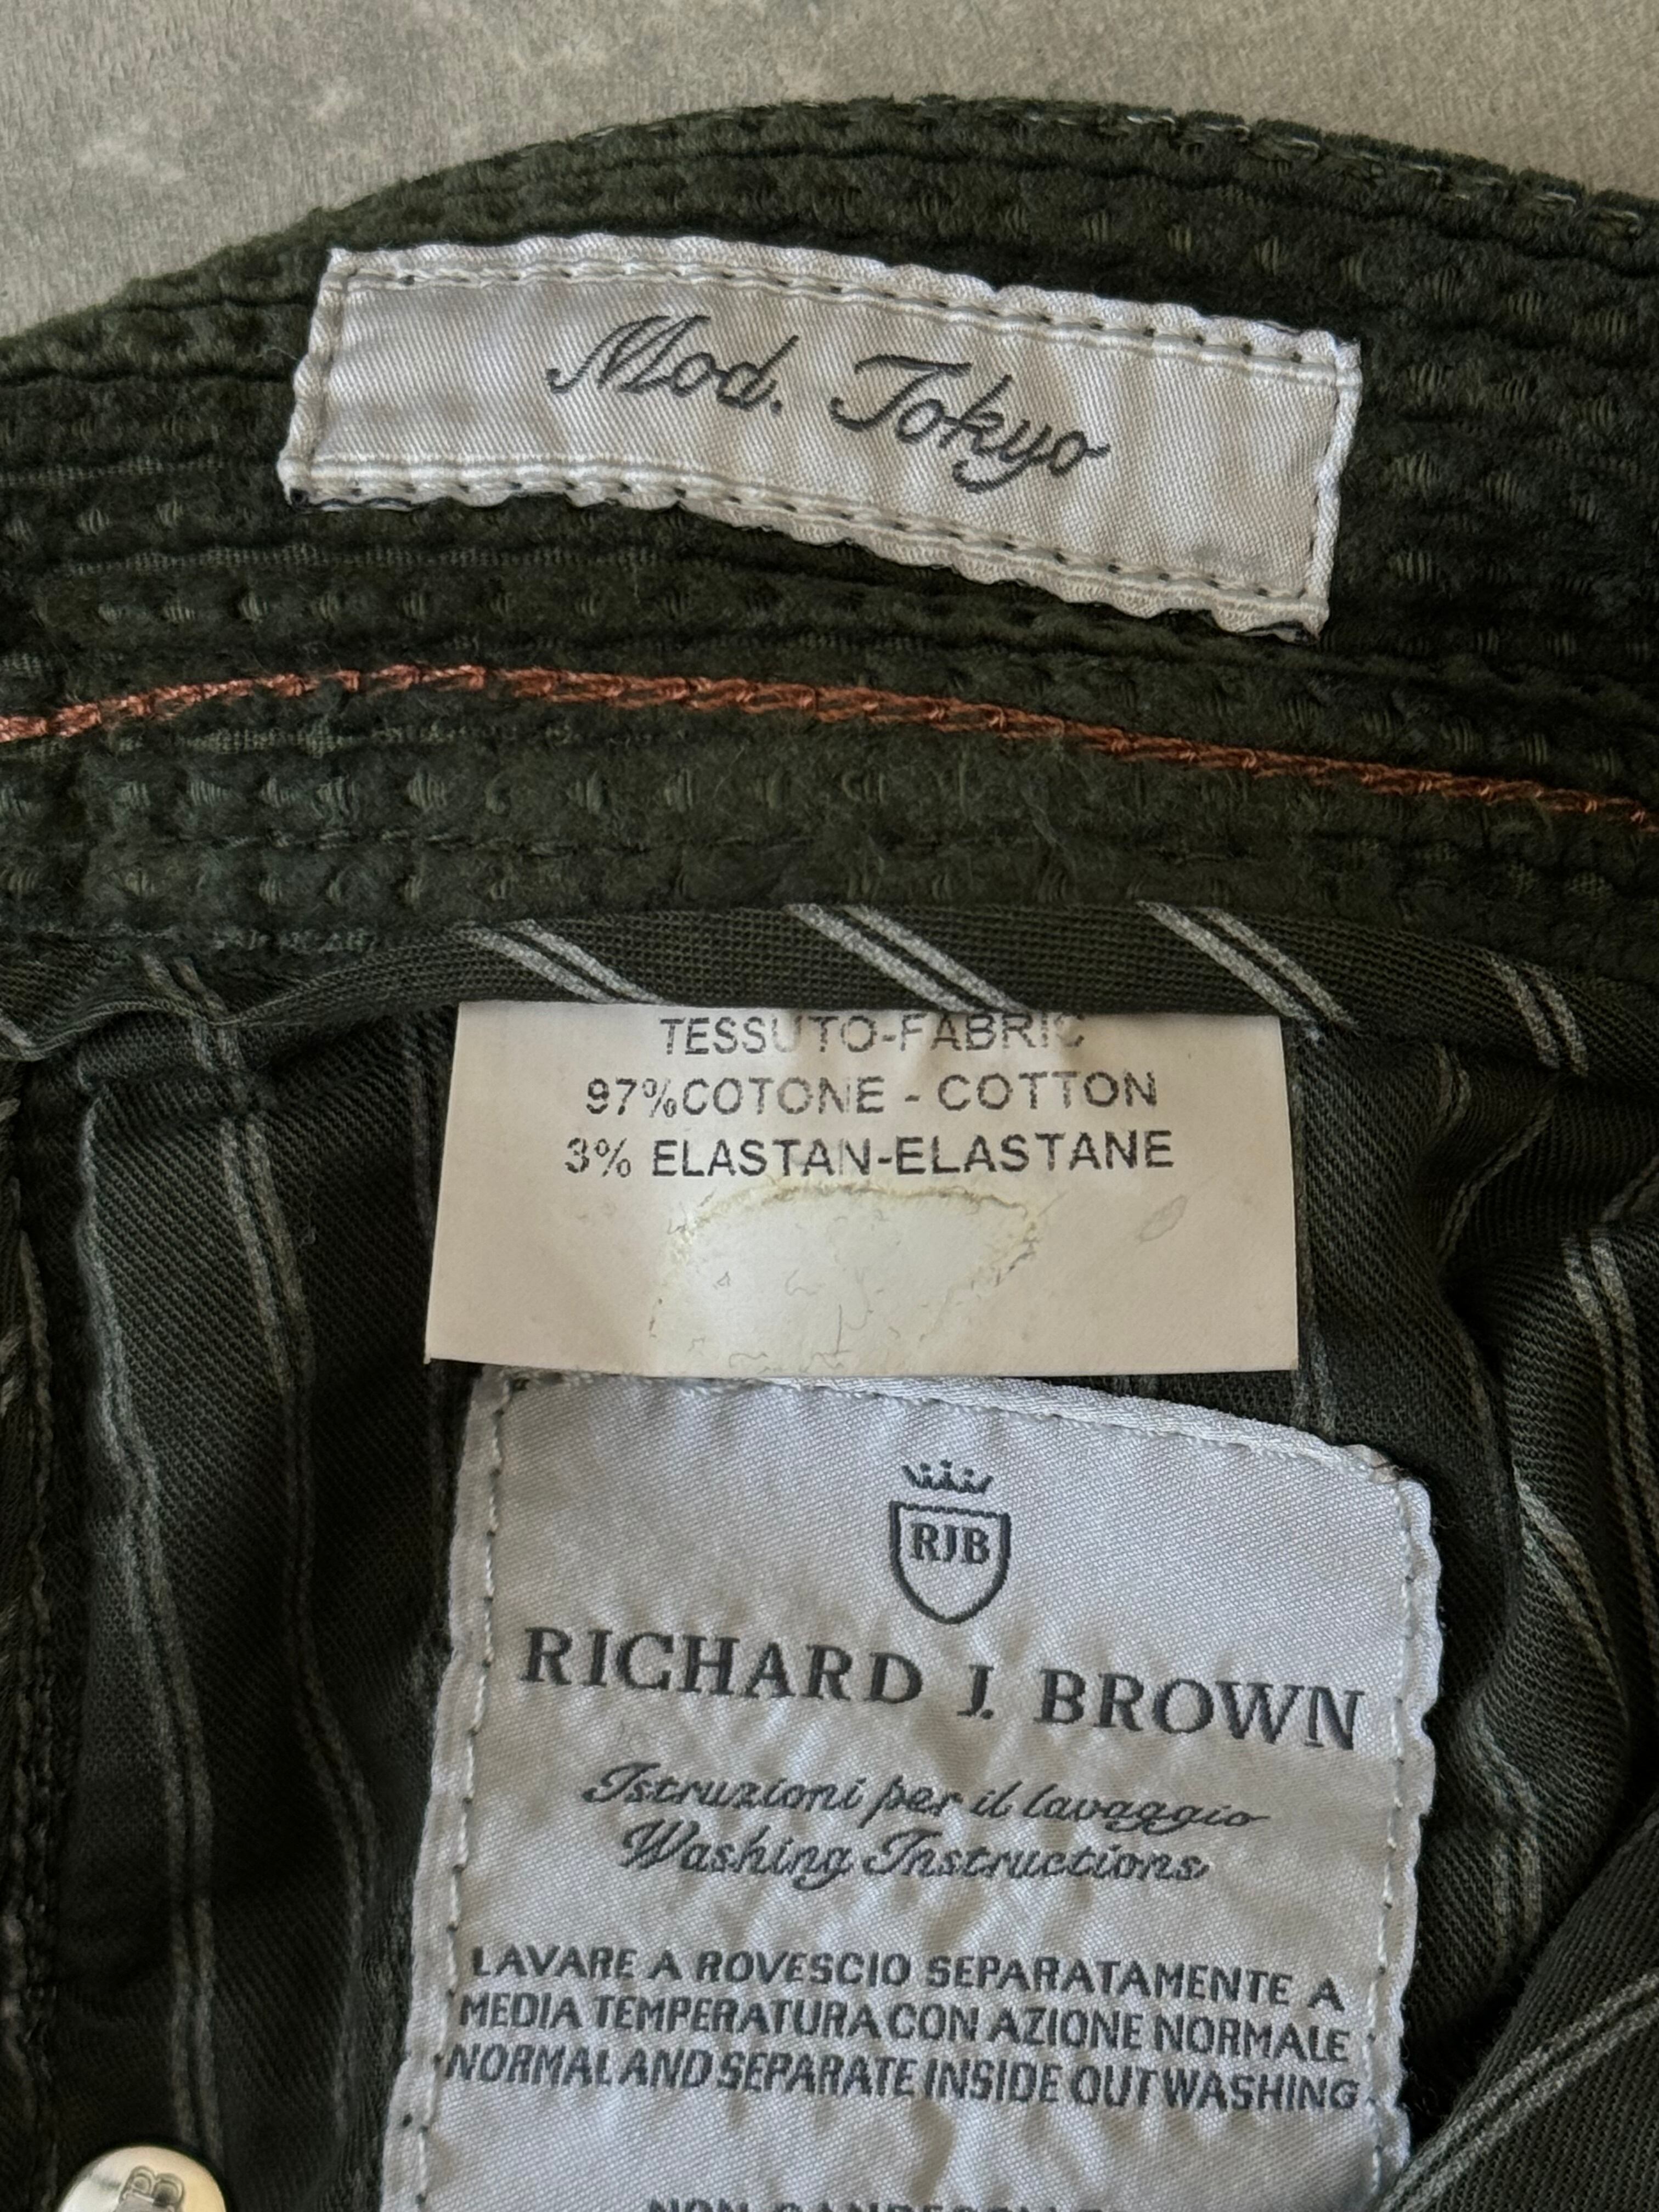 Mod. Tokyo
TESSUTO-FABRIC
97%COTONE - COTTON
3% ELASTAN-ELASTANE
RJB
RICHARD J. BROWN
Istruzioni per il lavaggio
Washing Instructions
LAVARE A ROVESCIO SEPARATAMENTE A
MEDIA TEMPERATURA CON AZIONE NORMALE
NORMAL AND SEPARATE INSIDE OUT WASHING